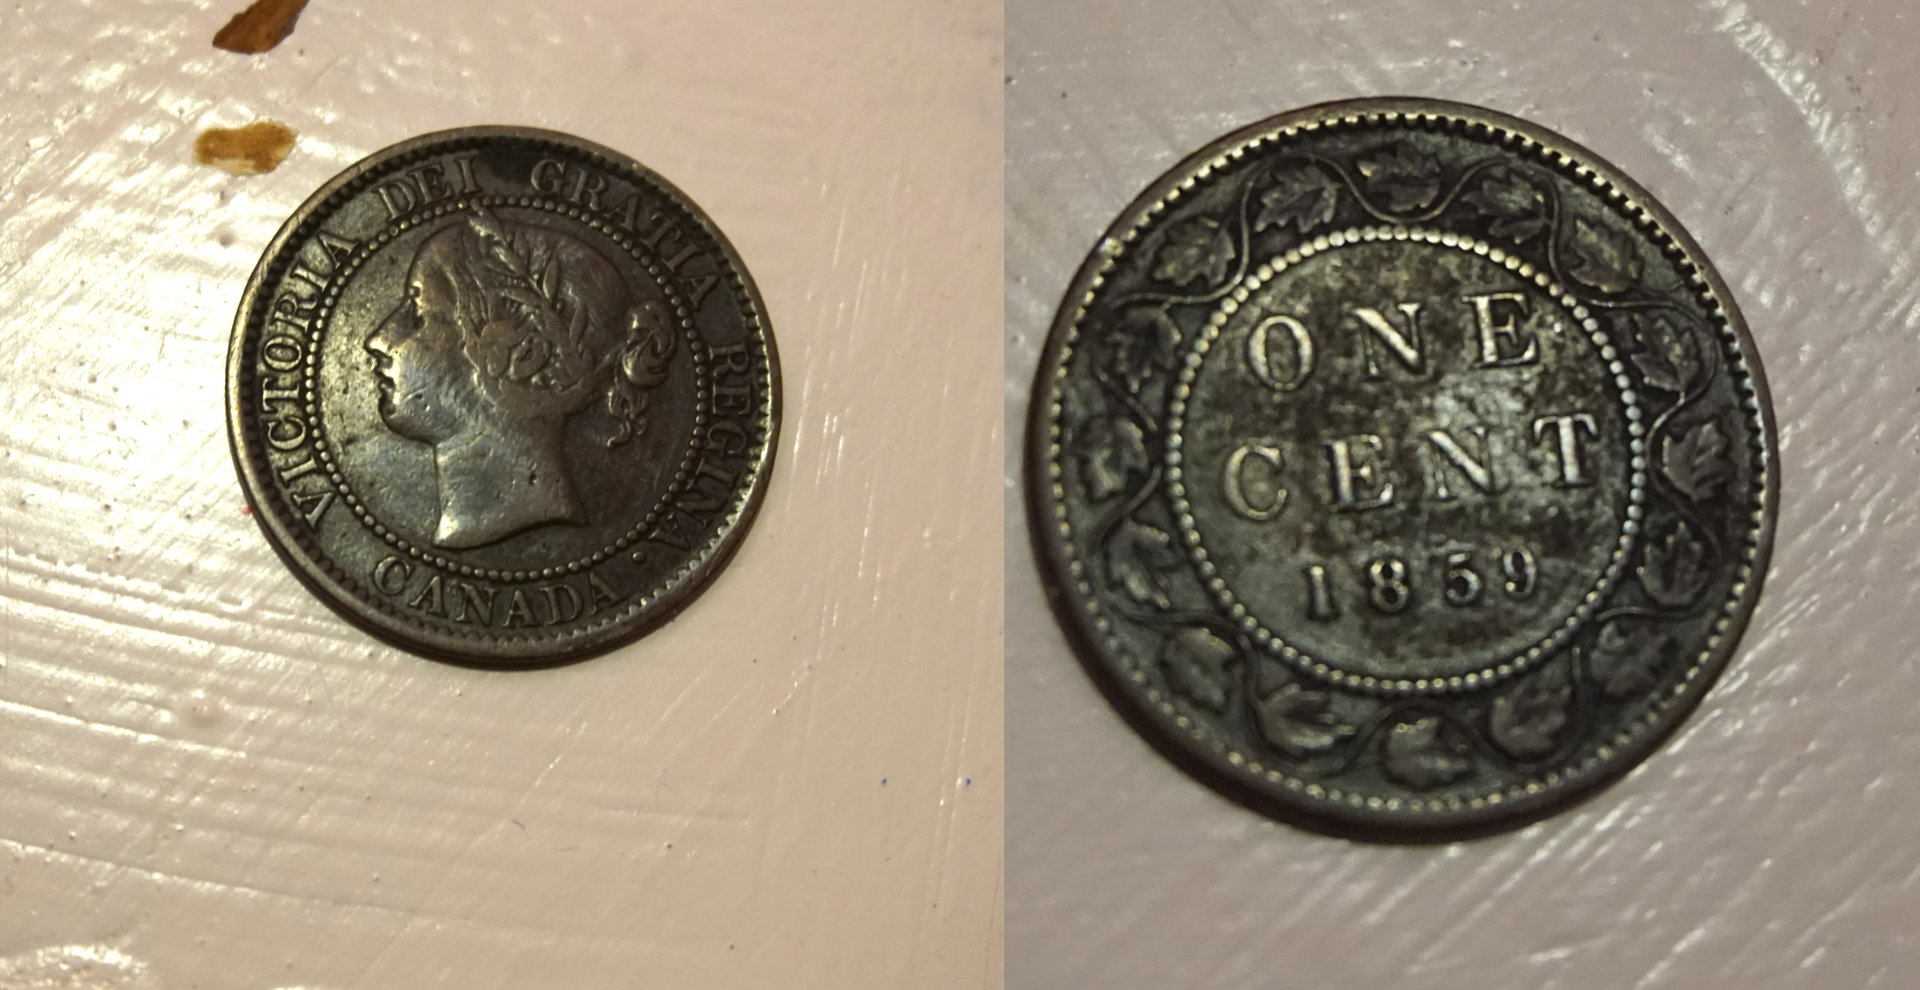 VICTORIA DEI GRATIA REGINA ·
CANADA
ONE
CENT
1859